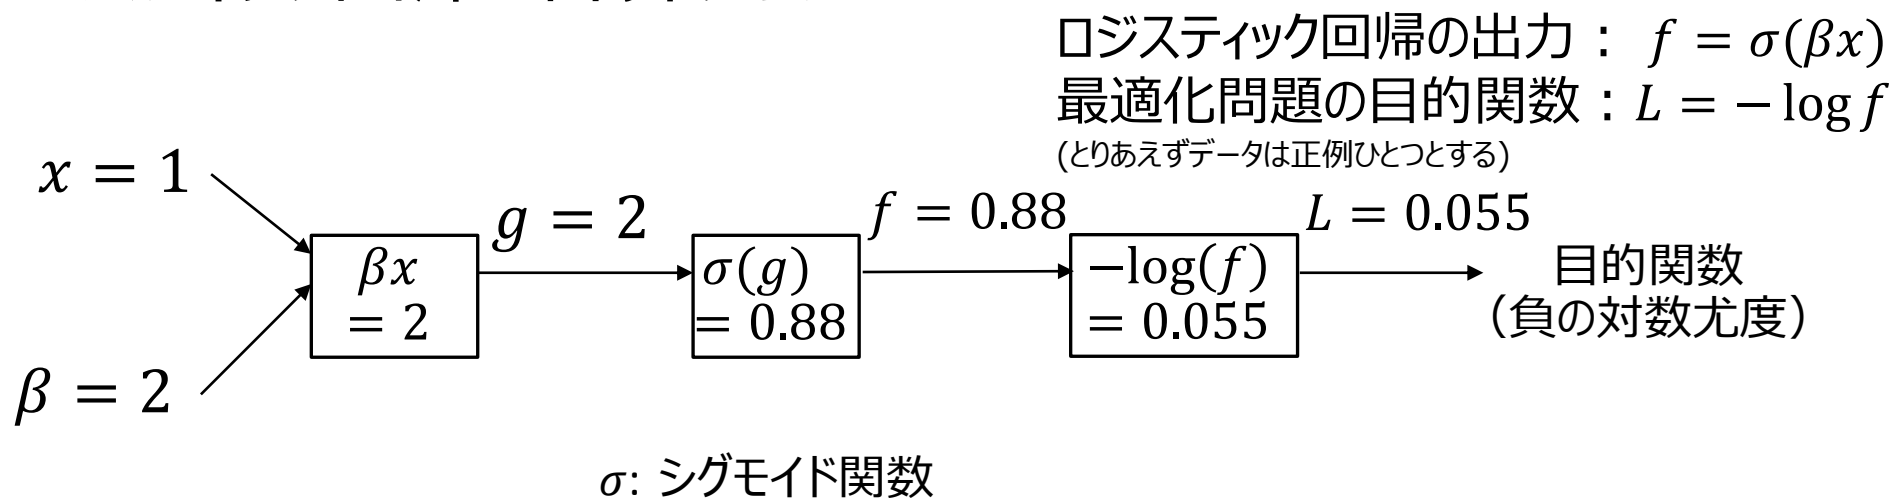 ロジスティック回帰の出力: f = σ(βx)
最適化問題の目的関数: L = − log f
(とりあえずデータは正例ひとつとする)
x = 1
g = 2
f = 0.88
L = 0.055
βx
= 2
σ(g)
= 0.88
−log(f)
= 0.055
目的関数
(負の対数尤度)
β = 2
σ: シグモイド関数